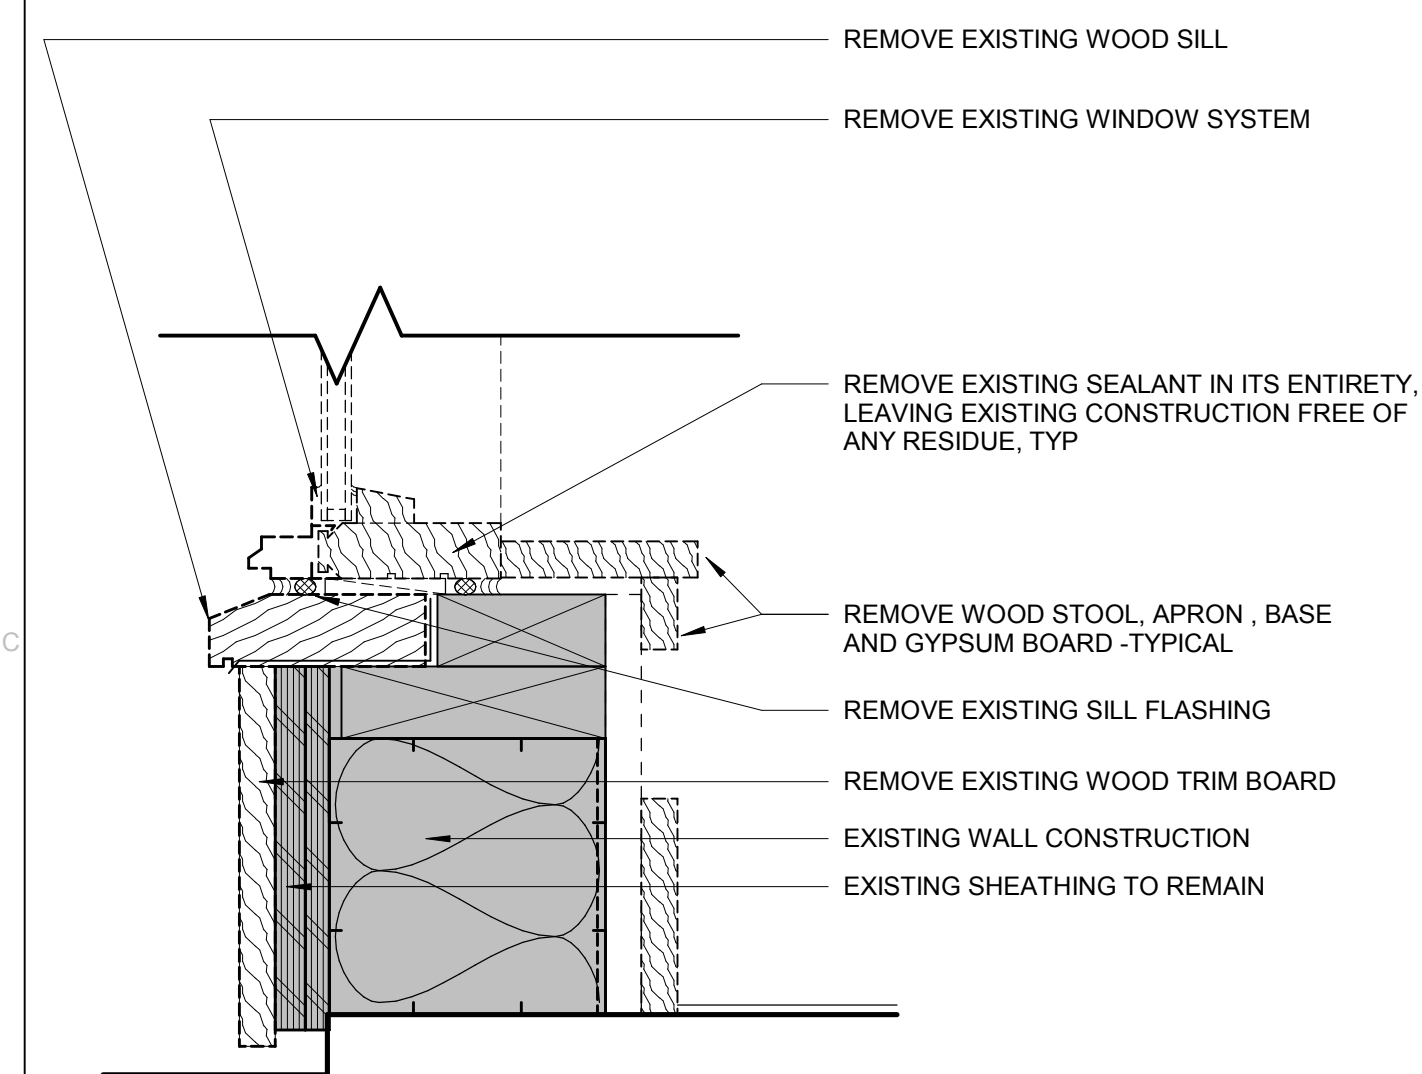 REMOVE EXISTING WOOD SILL
REMOVE EXISTING WINDOW SYSTEM
REMOVE EXISTING SEALANT IN ITS ENTIRETY,
LEAVING EXISTING CONSTRUCTION FREE OF
ANY RESIDUE, TYP
REMOVE WOOD STOOL, APRON , BASE
AND GYPSUM BOARD -TYPICAL
C
REMOVE EXISTING SILL FLASHING
REMOVE EXISTING WOOD TRIM BOARD
EXISTING WALL CONSTRUCTION
EXISTING SHEATHING TO REMAIN